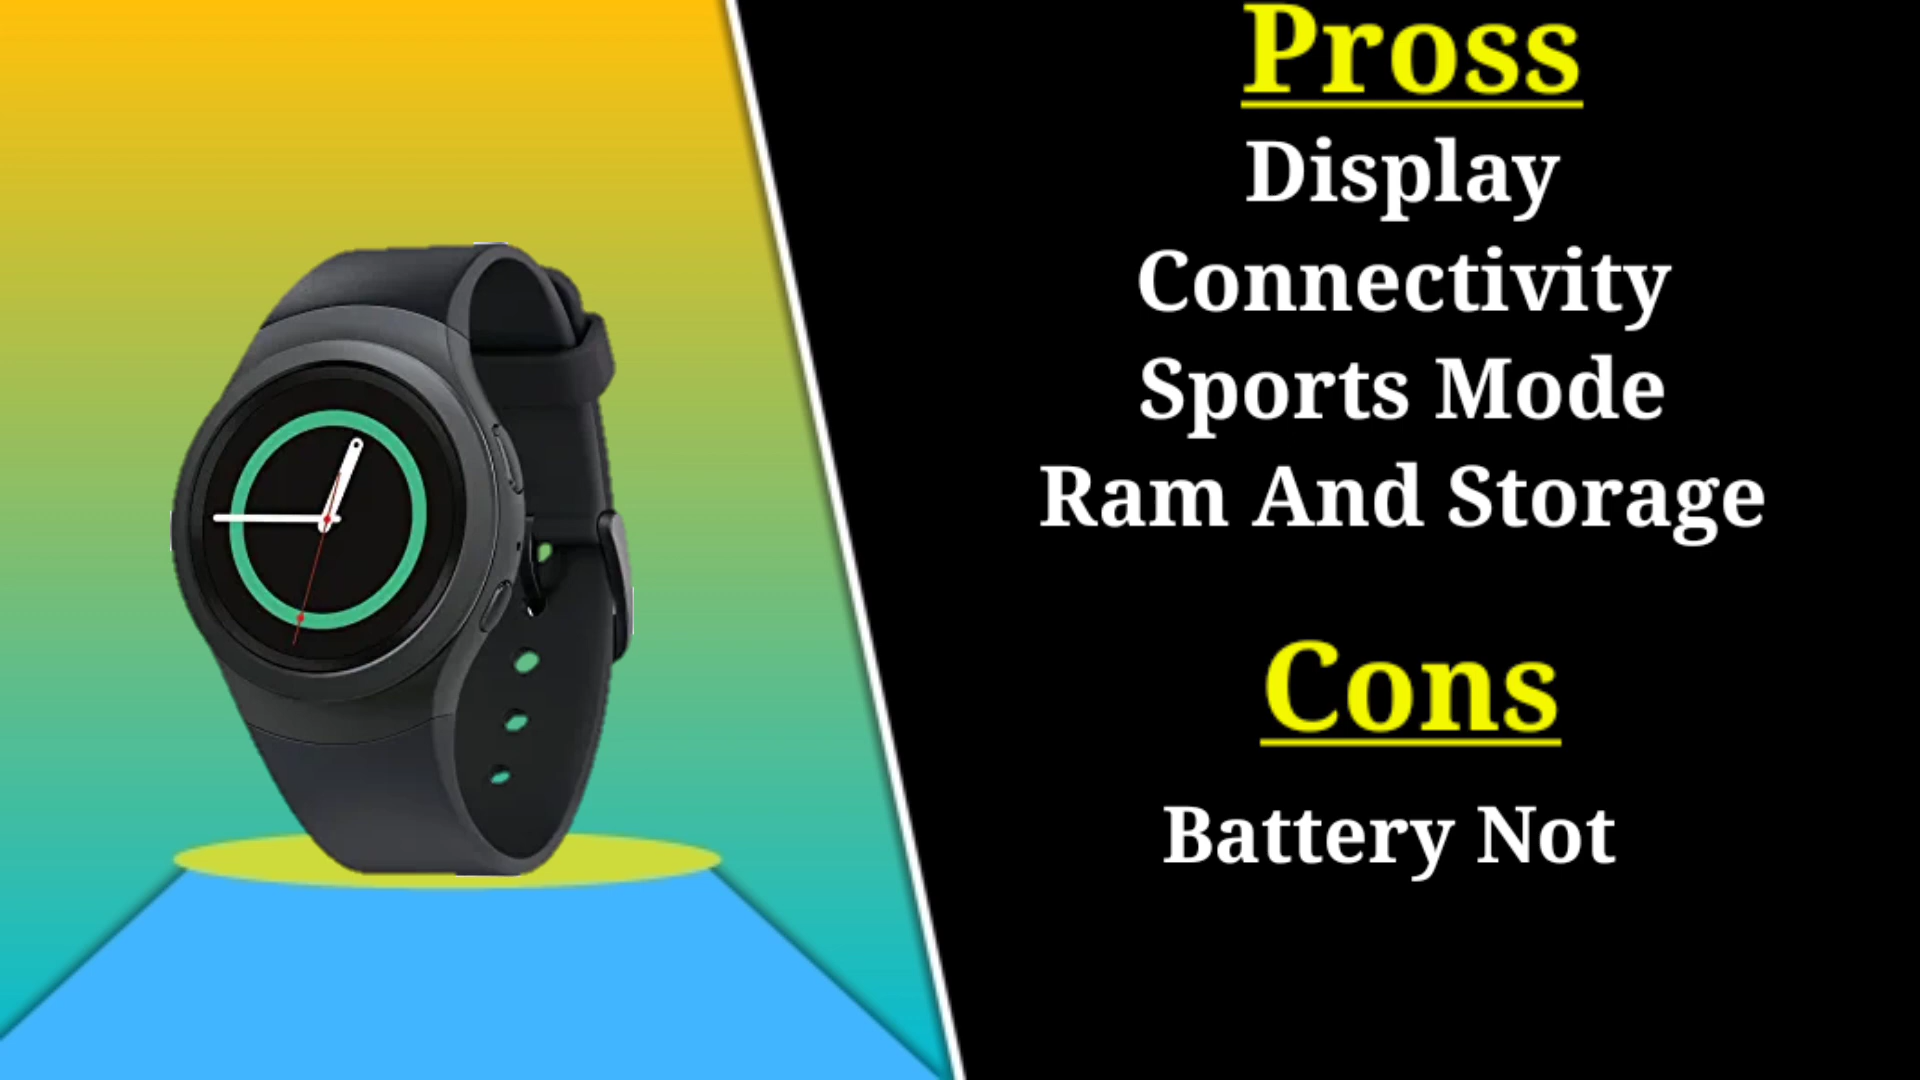 Pross
Display
Connectivity
Sports Mode
Ram And Storage
Cons
Battery Not